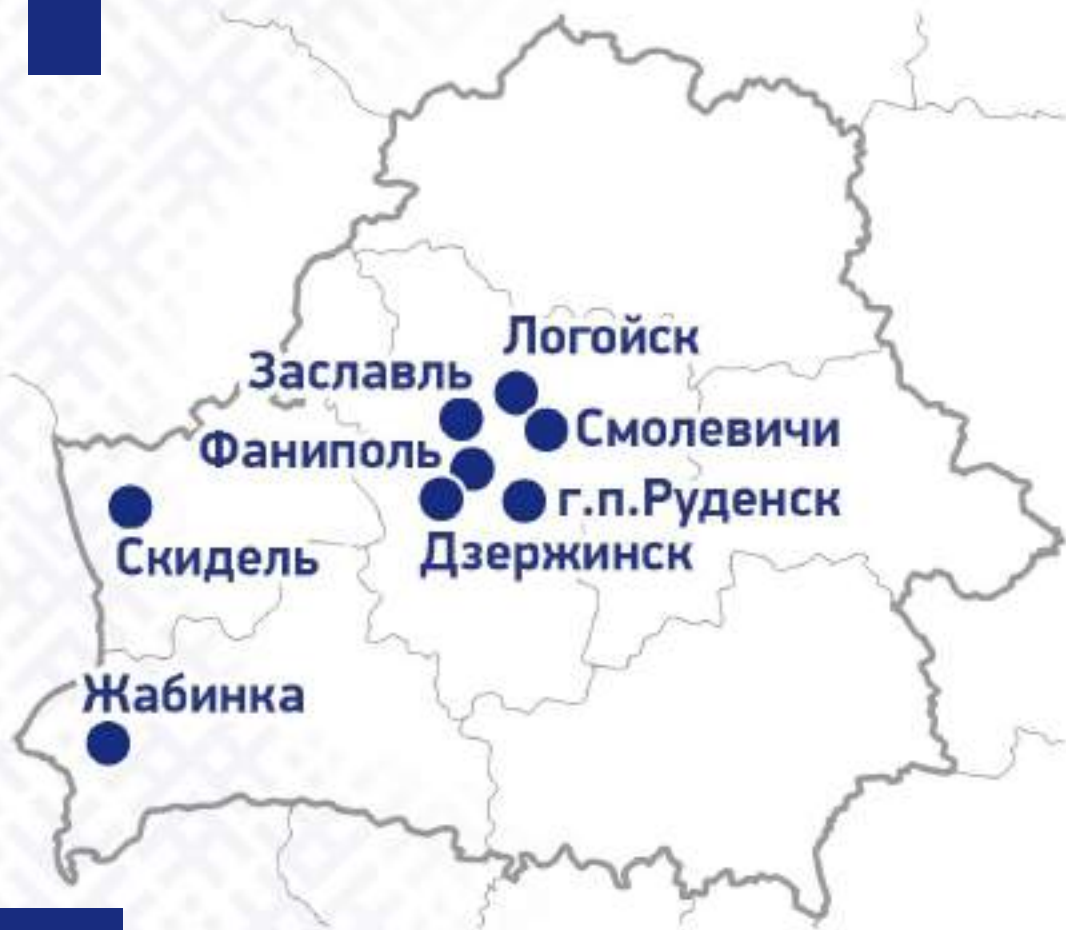 Логойск
Заславль
Смолевичи
Фаниполь
г.п.Руденск
Дзержинск
Скидель
Жабинка